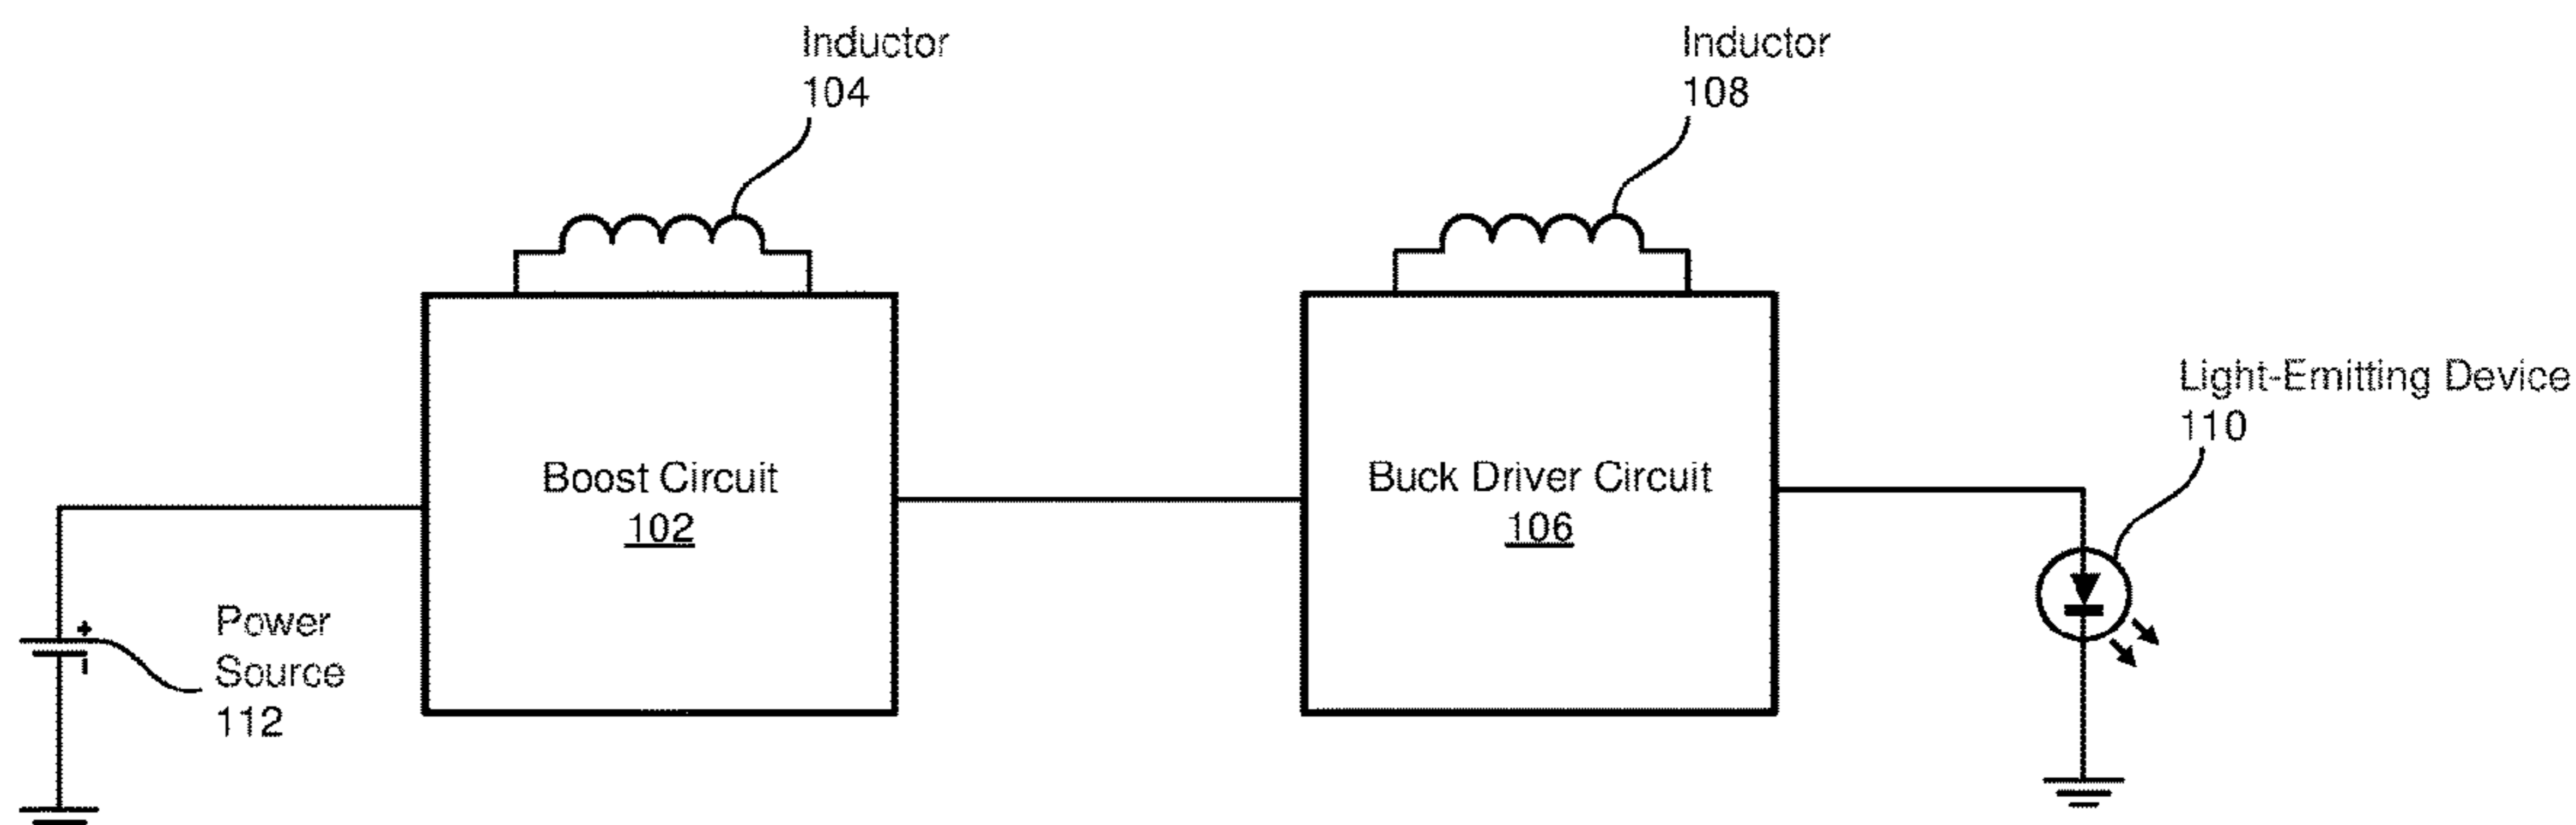 Inductor
104
Inductor
108
Light-Emitting Device
110
Boost Circuit
102
Buck Driver Circuit
106
+
-
Power
Source
112